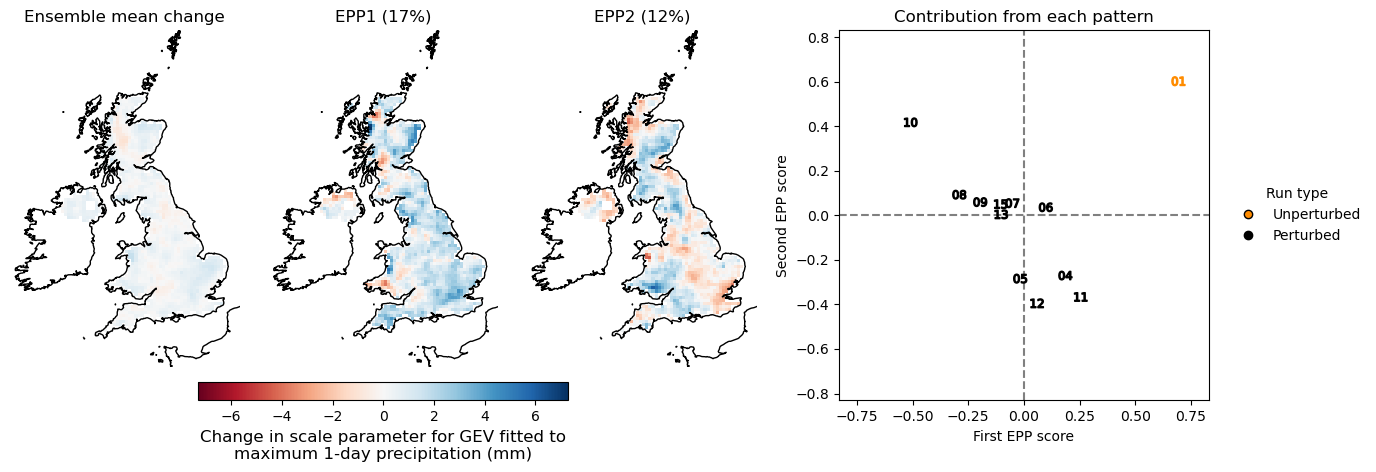 Ensemble mean change
EPP1 (17%)
EPP2 (12%)
−6 −4 −2 0 2 4 6
Change in scale parameter for GEV fitted to
maximum 1-day precipitation (mm)
Contribution from each pattern
0.8
0.6
0.4
0.2
0.0
−0.2
−0.4
−0.6
−0.8
Second EPP score
01
10
08
09
15
07
13
06
05
04
12
11
−0.75 −0.50 −0.25 0.00 0.25 0.50 0.75
First EPP score
Run type
Unperturbed
Perturbed